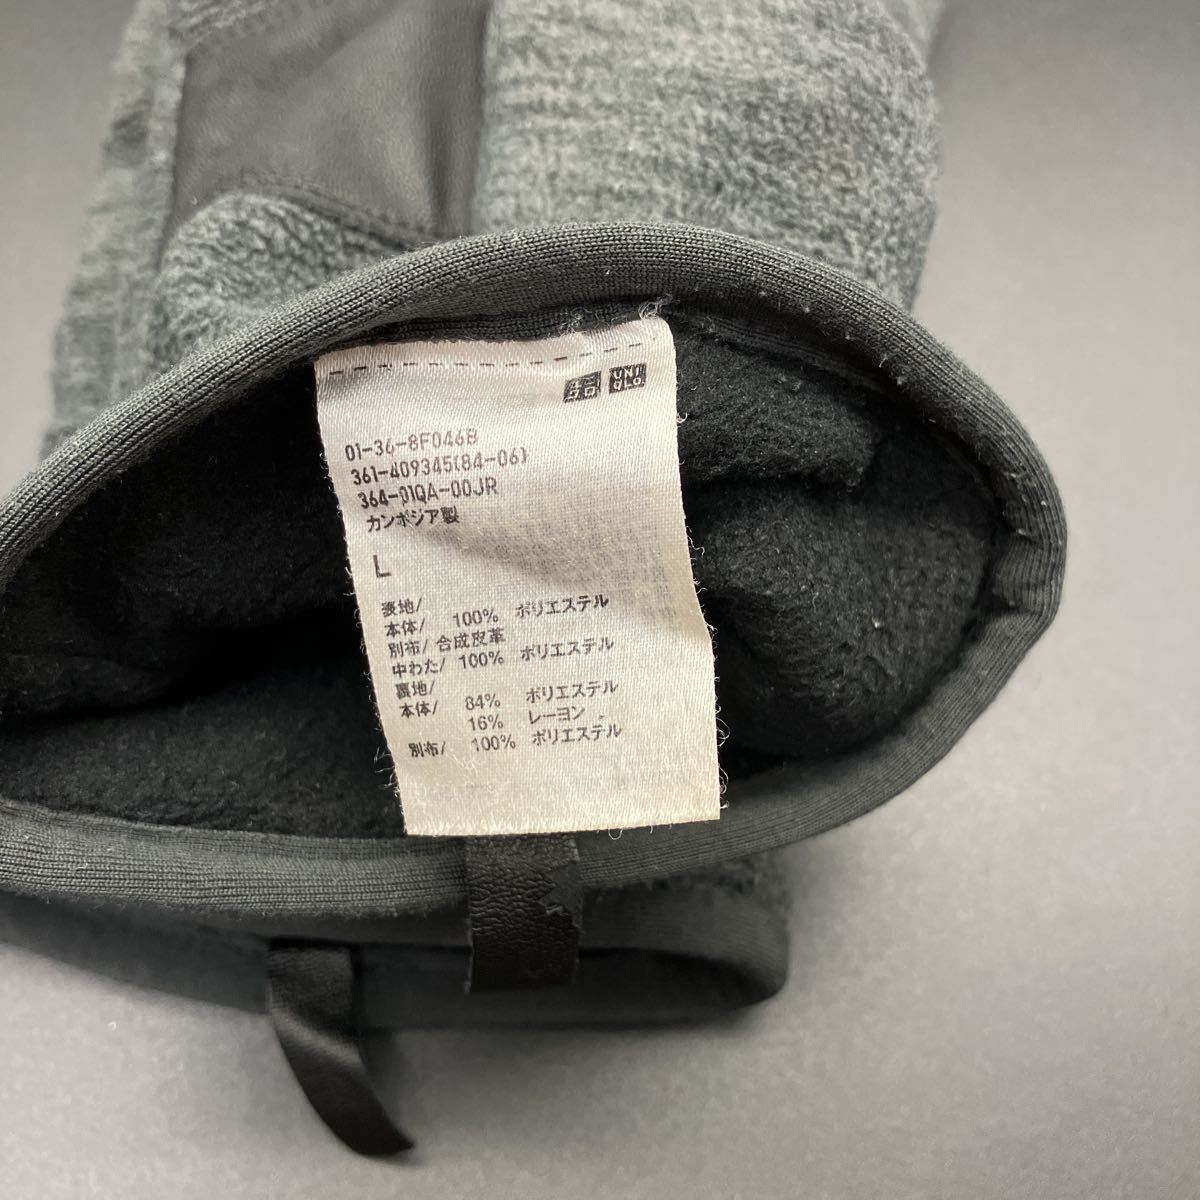 ユニ UNI
クロ QLO
01-36-8F046B
361-409345(84-06)
364-01QA-00JR
カンボジア製
L
表地/
本体/ 100% ポリエステル
別布/ 合成皮革
中わた/ 100% ポリエステル
裏地/
本体/ 84% ポリエステル
16% レーヨン
別布/ 100% ポリエステル